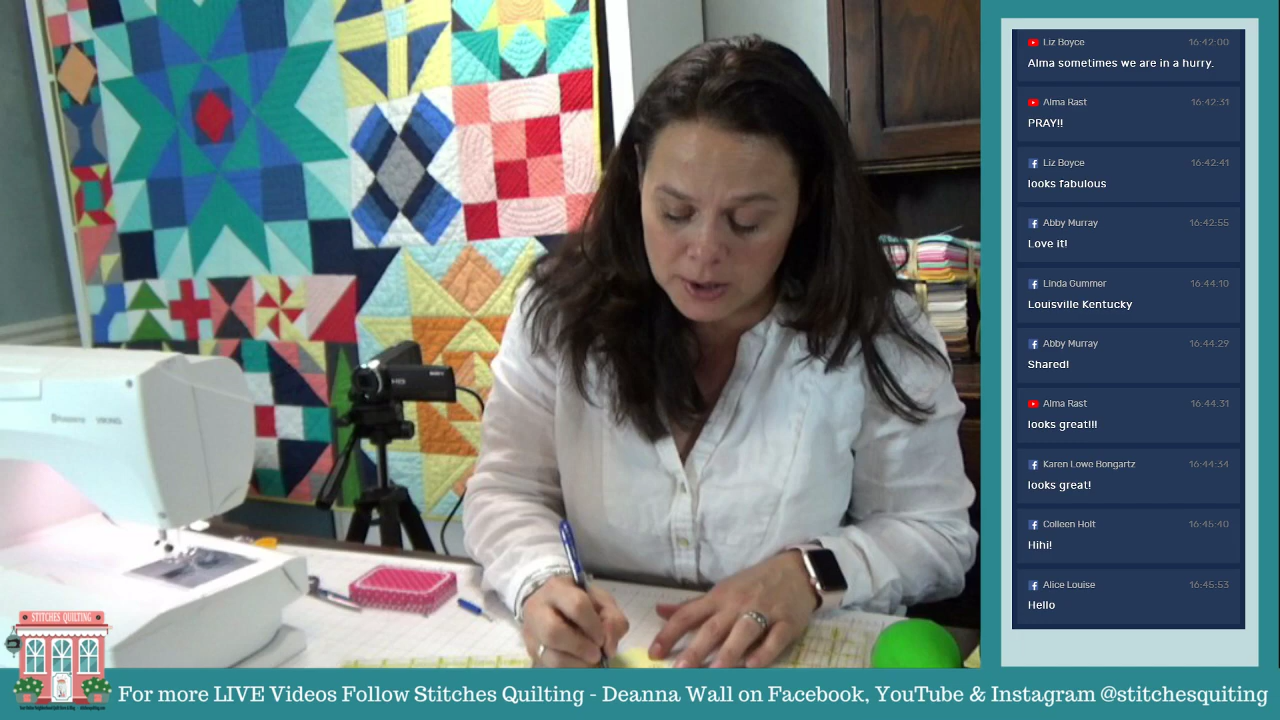 Liz Boyce 16:42:00
Alma sometimes we are in a hurry.
Alma Rast 16:42:31
PRAY!!
Liz Boyce 16:42:41
looks fabulous
Abby Murray 16:42:55
Love it!
Linda Gummer 16:44:10
Louisville Kentucky
Abby Murray 16:44:29
Shared!
Alma Rast 16:44:31
looks great!!!
Karen Lowe Bongartz 16:44:34
looks great!
Colleen Holt 16:45:40
Hihi!
Alice Louise 16:45:53
Hello
Husqvarna VIKING
SONY
STITCHES QUILTING
For more LIVE Videos Follow Stitches Quilting - Deanna Wall on Facebook, YouTube & Instagram @stitchesquiting